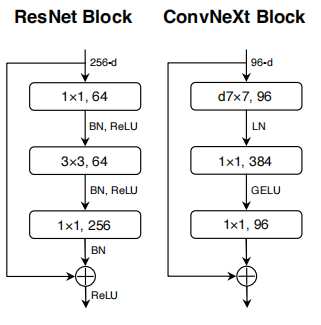 ResNet Block
256-d
1×1, 64
BN, ReLU
3×3, 64
BN, ReLU
1×1, 256
BN
ReLU
ConvNeXt Block
96-d
d7×7, 96
LN
1×1, 384
GELU
1×1, 96